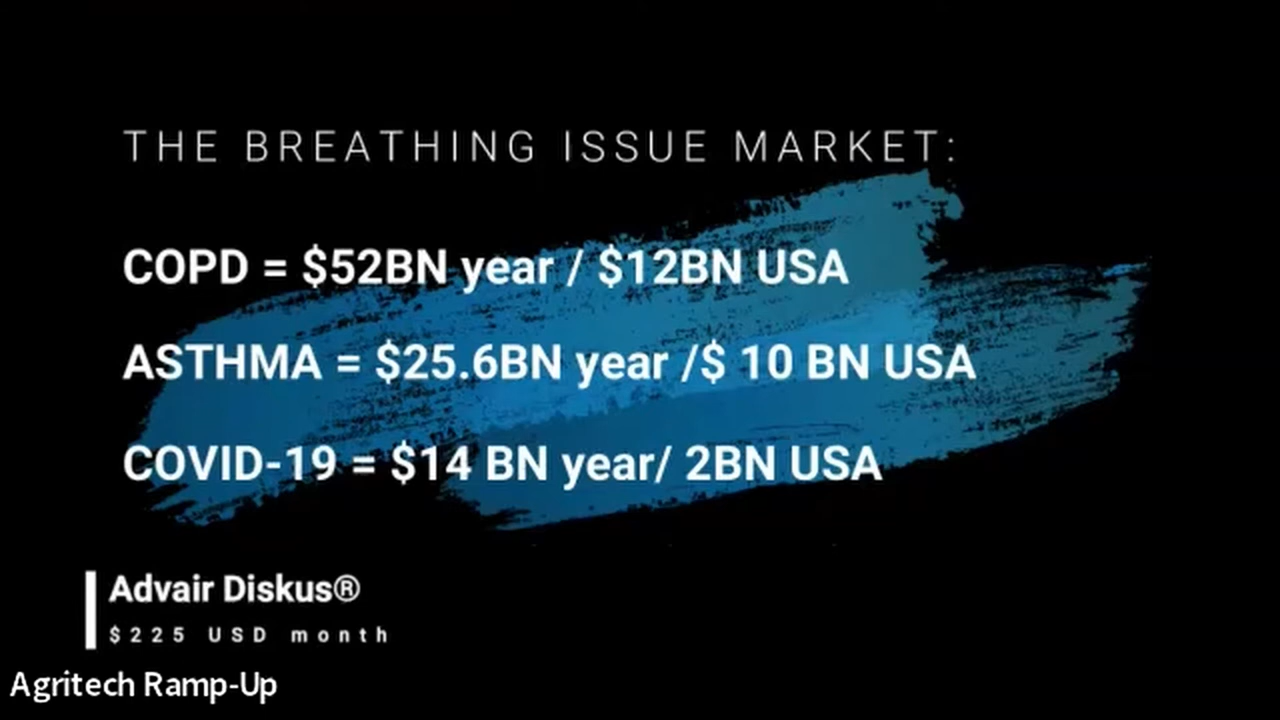 THE BREATHING ISSUE MARKET:
COPD = $52BN year / $12BN USA
ASTHMA = $25.6BN year /$ 10 BN USA
COVID-19 = $14 BN year/ 2BN USA
Advair Diskus®
$225 USD month
Agritech Ramp-Up